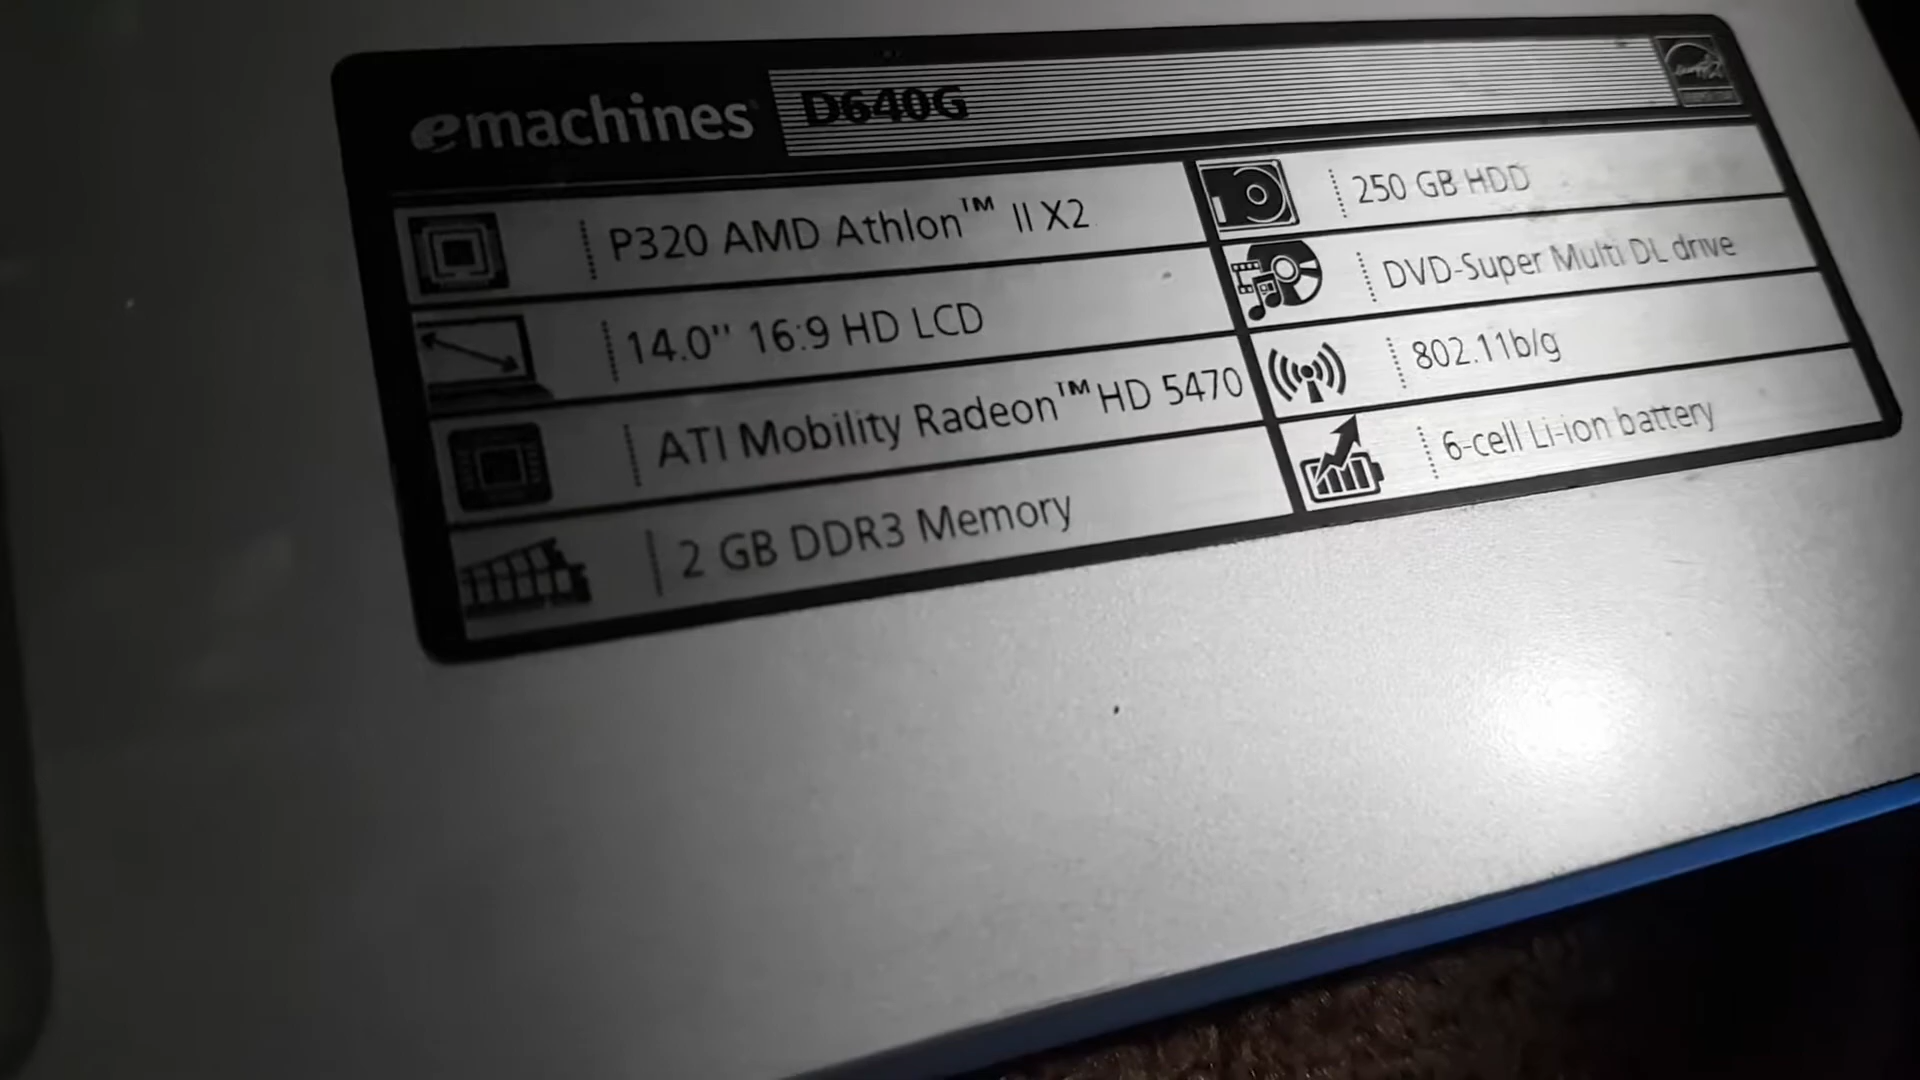 emachines D640G
P320 AMD Athlon™ II X2
14.0'' 16:9 HD LCD
ATI Mobility Radeon™ HD 5470
2 GB DDR3 Memory
250 GB HDD
DVD-Super Multi DL drive
802.11b/g
6-cell Li-ion battery